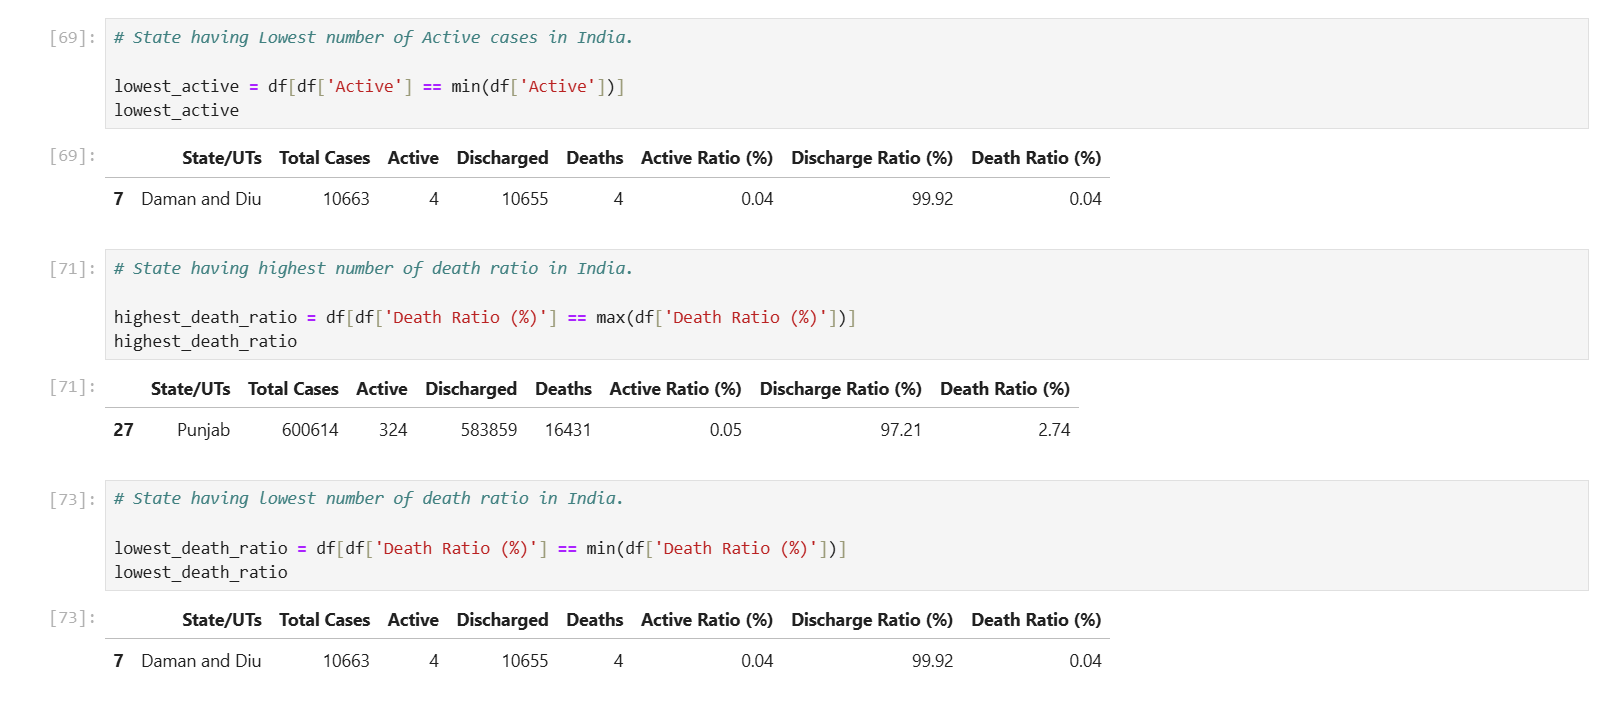 [69]: # State having Lowest number of Active cases in India.
lowest_active = df[df['Active'] == min(df['Active'])]
lowest_active
[69]: State/UTs Total Cases Active Discharged Deaths Active Ratio (%) Discharge Ratio (%) Death Ratio (%)
7 Daman and Diu 10663 4 10655 4 0.04 99.92 0.04
[71]: # State having highest number of death ratio in India.
highest_death_ratio = df[df['Death Ratio (%)'] == max(df['Death Ratio (%)'])]
highest_death_ratio
[71]: State/UTs Total Cases Active Discharged Deaths Active Ratio (%) Discharge Ratio (%) Death Ratio (%)
27 Punjab 600614 324 583859 16431 0.05 97.21 2.74
[73]: # State having lowest number of death ratio in India.
lowest_death_ratio = df[df['Death Ratio (%)'] == min(df['Death Ratio (%)'])]
lowest_death_ratio
[73]: State/UTs Total Cases Active Discharged Deaths Active Ratio (%) Discharge Ratio (%) Death Ratio (%)
7 Daman and Diu 10663 4 10655 4 0.04 99.92 0.04